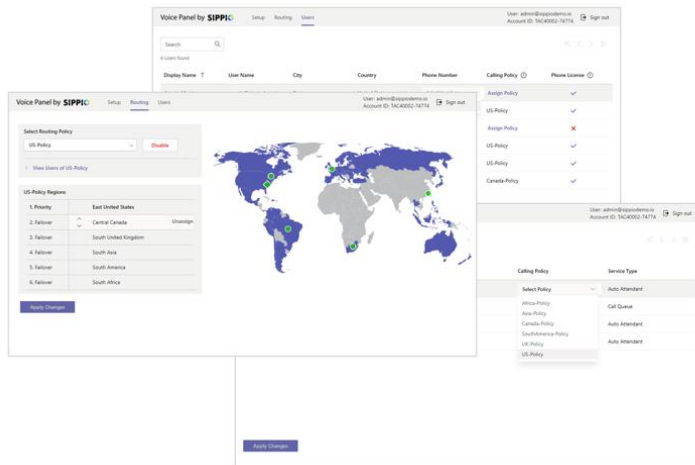 Voice Panel by SIPPIO Setup Routing Users
User: admin@sippiodemo.io
Account ID: TAC40002-74774
Sign out
Search
6 Users found
Display Name ↑ User Name City Country Phone Number Calling Policy Phone License
Assign Policy
US-Policy
Assign Policy
US-Policy
US-Policy
Canada-Policy
Voice Panel by SIPPIO Setup Routing Users
User: admin@sippiodemo.io
Account ID: TAC40002-74774
Sign out
Select Routing Policy
US-Policy Disable
View Users of US-Policy
US-Policy Regions
1. Priority East United States
2. Failover Central Canada Unassign
3. Failover South United Kingdom
4. Failover South Asia
5. Failover South America
6. Failover South Africa
Apply Changes
User: admin@sippiodemo.io
Account ID: TAC40002-74774
Sign out
Calling Policy Service Type
Select Policy Auto Attendant
Africa-Policy Call Queue
Asia-Policy
Canada-Policy Auto Attendant
SouthAmerica-Policy
UK-Policy Auto Attendant
US-Policy
Apply Changes